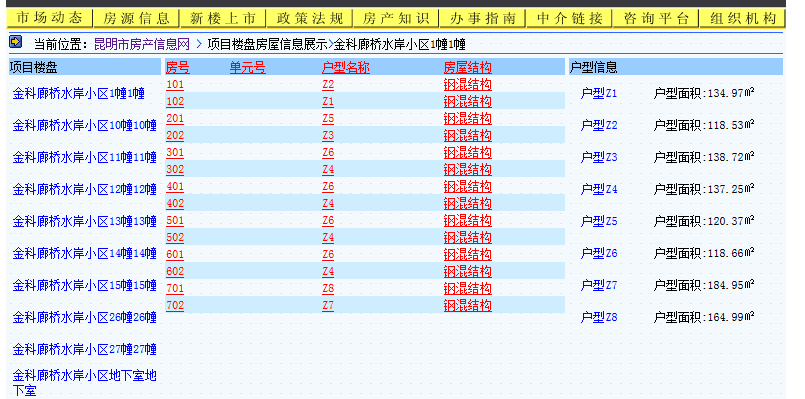 市场动态 房源信息 新楼上市 政策法规 房产知识 办事指南 中介链接 咨询平台 组织机构
当前位置: 昆明市房产信息网 > 项目楼盘房屋信息展示>金科廊桥水岸小区1幢1幢
项目楼盘
金科廊桥水岸小区1幢1幢
金科廊桥水岸小区10幢10幢
金科廊桥水岸小区11幢11幢
金科廊桥水岸小区12幢12幢
金科廊桥水岸小区13幢13幢
金科廊桥水岸小区14幢14幢
金科廊桥水岸小区15幢15幢
金科廊桥水岸小区26幢26幢
金科廊桥水岸小区27幢27幢
金科廊桥水岸小区地下室地
下室
房号 单元号 户型名称 房屋结构
101 Z2 钢混结构
102 Z1 钢混结构
201 Z5 钢混结构
202 Z3 钢混结构
301 Z6 钢混结构
302 Z4 钢混结构
401 Z6 钢混结构
402 Z4 钢混结构
501 Z6 钢混结构
502 Z4 钢混结构
601 Z6 钢混结构
602 Z4 钢混结构
701 Z8 钢混结构
702 Z7 钢混结构
户型信息
户型Z1 户型面积:134.97㎡
户型Z2 户型面积:118.53㎡
户型Z3 户型面积:138.72㎡
户型Z4 户型面积:137.25㎡
户型Z5 户型面积:120.37㎡
户型Z6 户型面积:118.66㎡
户型Z7 户型面积:184.95㎡
户型Z8 户型面积:164.99㎡